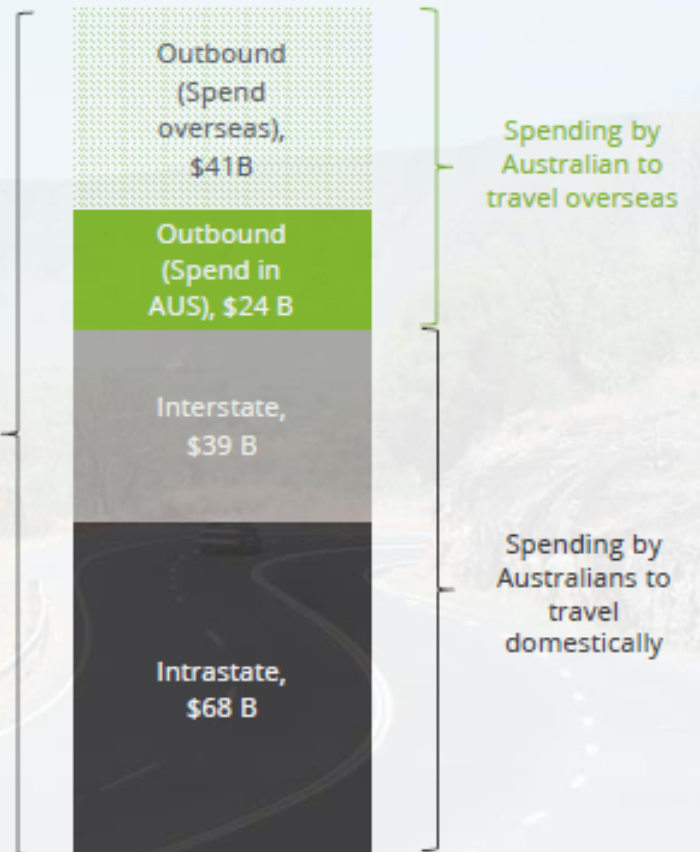 Outbound
(Spend
overseas),
$41B
Spending by
Australian to
travel overseas
Outbound
(Spend in
AUS), $24 B
Interstate,
$39 B
Spending by
Australians to
travel
domestically
Intrastate,
$68 B